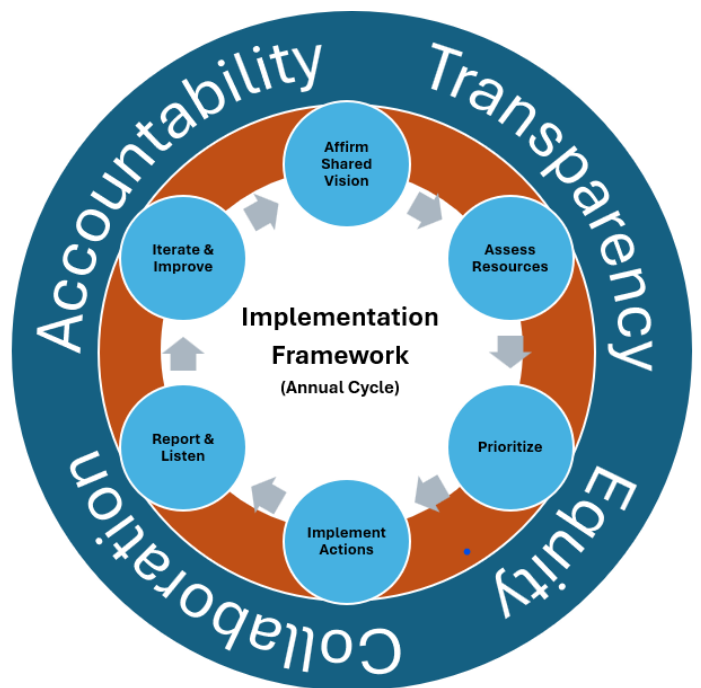 Accountability
Transparency
Equity
Collaboration
Affirm
Shared
Vision
Assess
Resources
Prioritize
Implement
Actions
Report &
Listen
Iterate &
Improve
Implementation
Framework
(Annual Cycle)